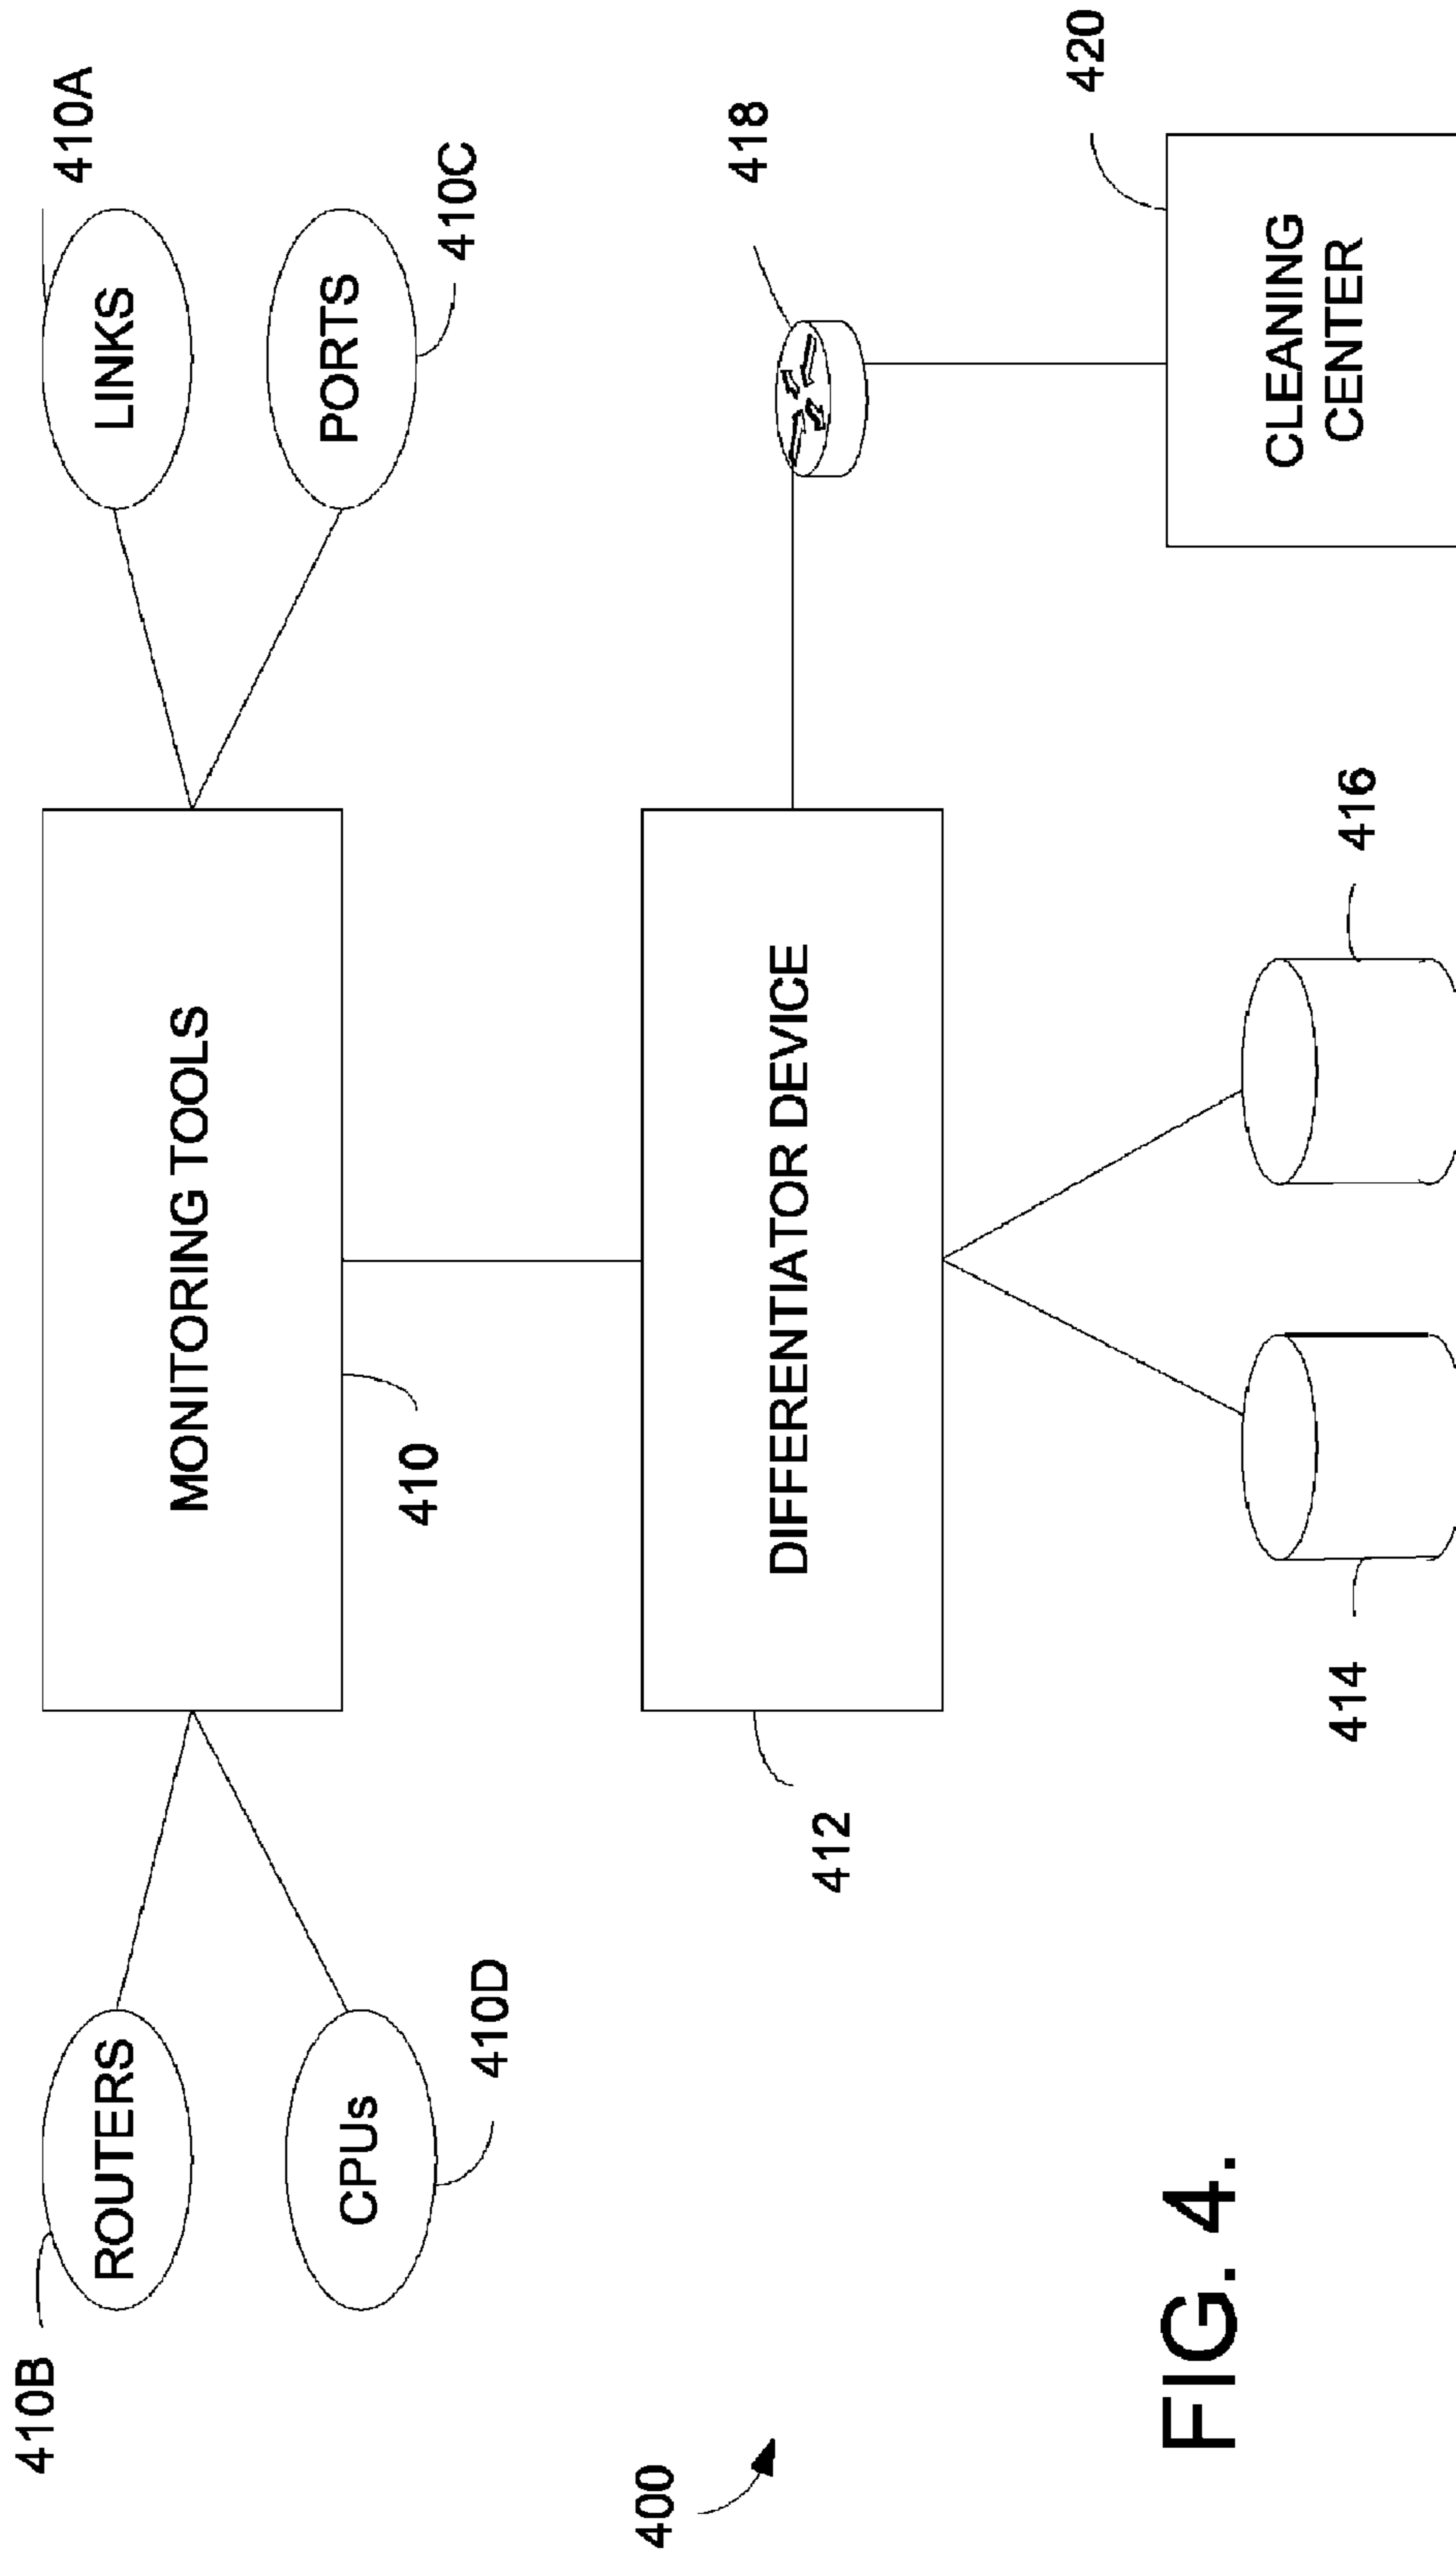 410B
ROUTERS
MONITORING TOOLS
LINKS
410A
CPUs
410D
410
PORTS
410C
400
412
DIFFERENTIATOR DEVICE
418
414
416
CLEANING
CENTER
420
FIG. 4.